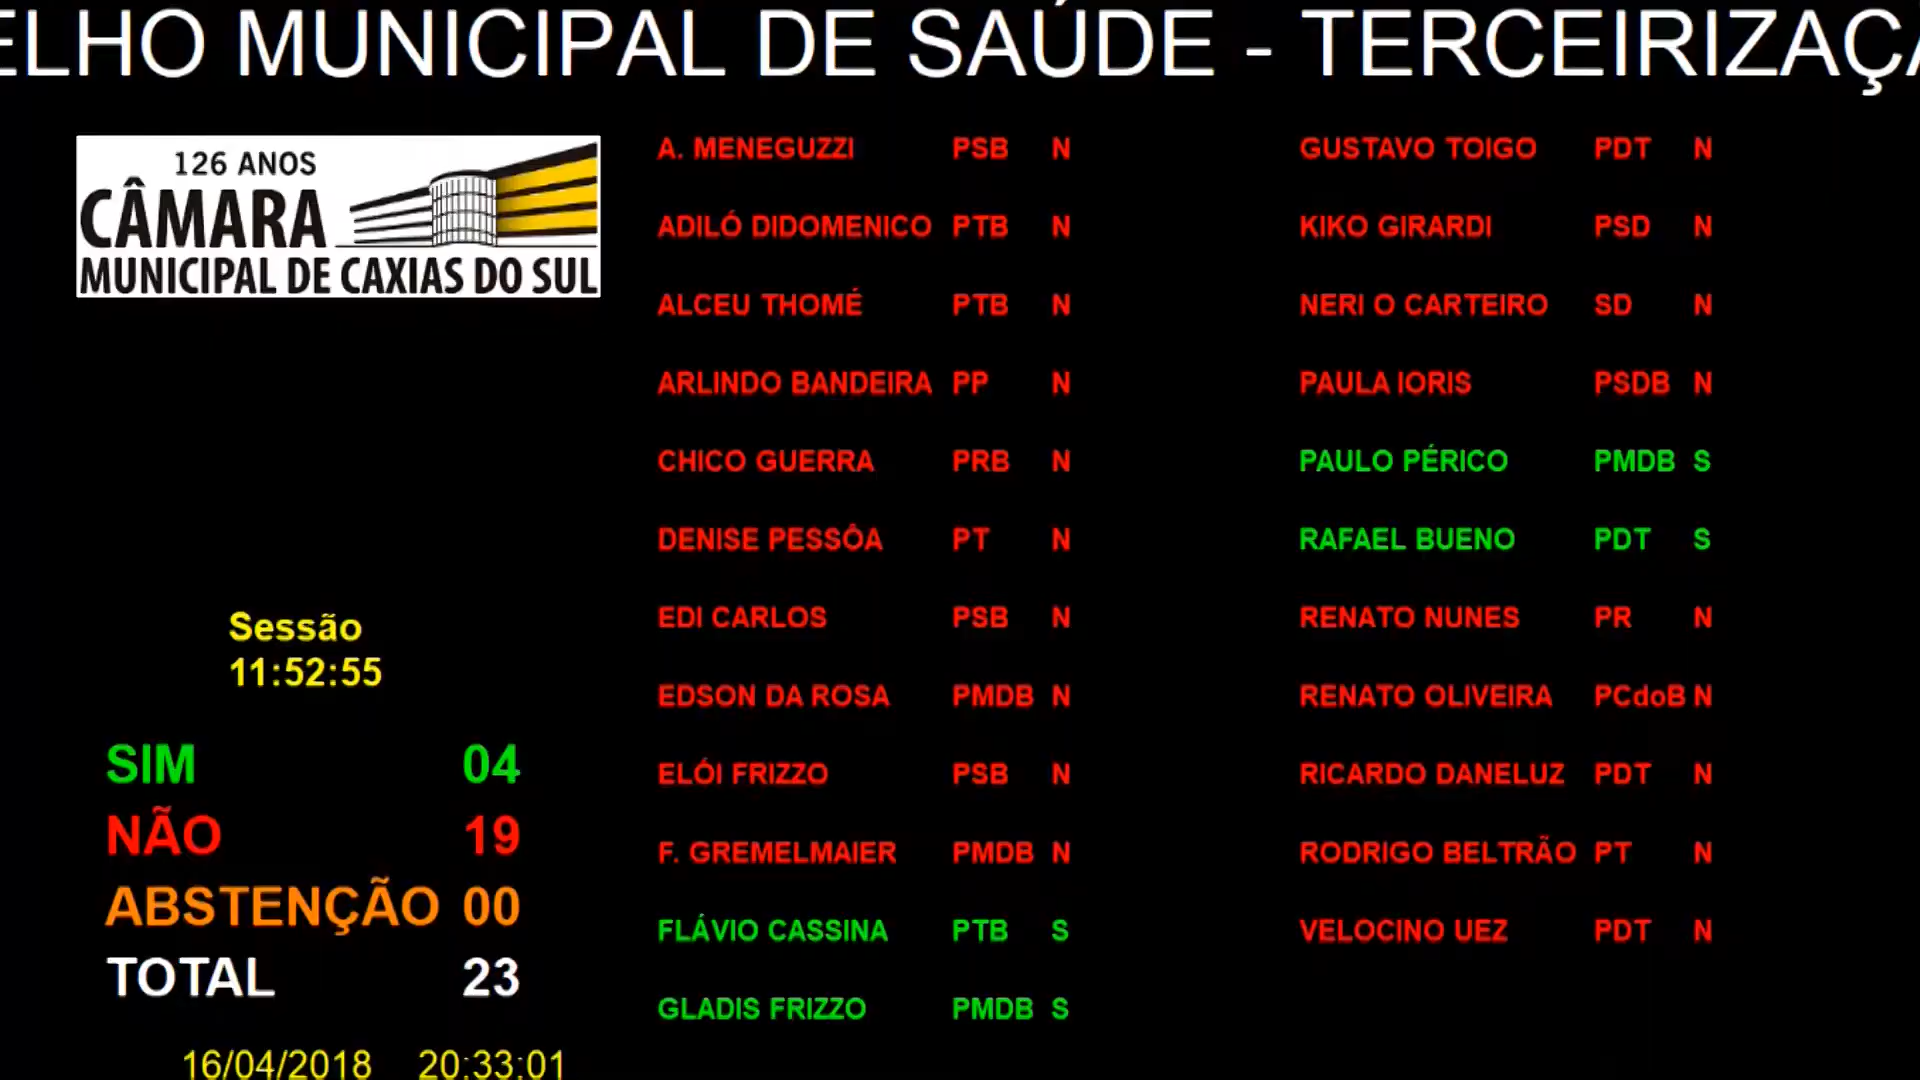 ELHO MUNICIPAL DE SAÚDE - TERCEIRIZAÇÃ
126 ANOS
CÂMARA
MUNICIPAL DE CAXIAS DO SUL
Sessão
11:52:55
SIM 04
NÃO 19
ABSTENÇÃO 00
TOTAL 23
16/04/2018 20:33:01
A. MENEGUZZI PSB N
ADILÓ DIDOMENICO PTB N
ALCEU THOMÉ PTB N
ARLINDO BANDEIRA PP N
CHICO GUERRA PRB N
DENISE PESSÔA PT N
EDI CARLOS PSB N
EDSON DA ROSA PMDB N
ELÓI FRIZZO PSB N
F. GREMELMAIER PMDB N
FLÁVIO CASSINA PTB S
GLADIS FRIZZO PMDB S
GUSTAVO TOIGO PDT N
KIKO GIRARDI PSD N
NERI O CARTEIRO SD N
PAULA IORIS PSDB N
PAULO PÉRICO PMDB S
RAFAEL BUENO PDT S
RENATO NUNES PR N
RENATO OLIVEIRA PCdoB N
RICARDO DANELUZ PDT N
RODRIGO BELTRÃO PT N
VELOCINO UEZ PDT N